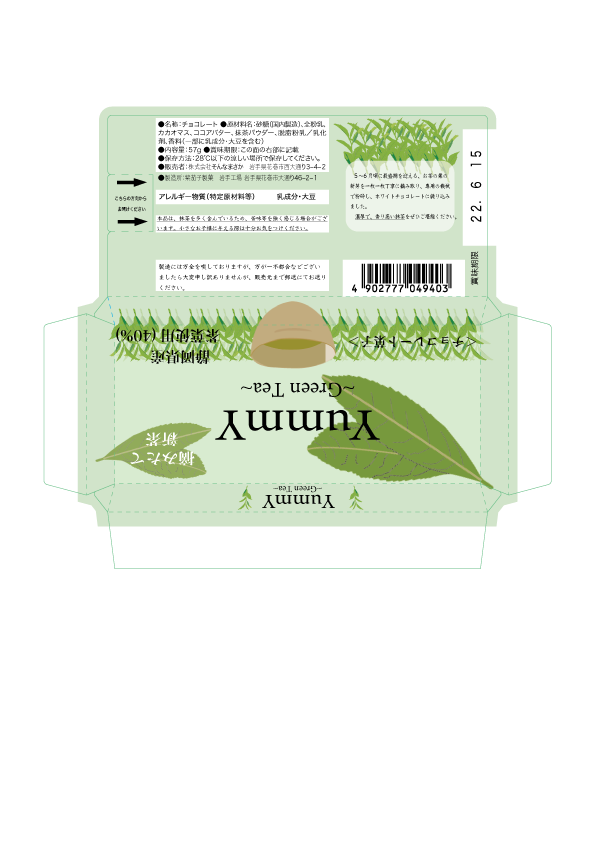 ●名称：チョコレート ●原材料名：砂糖(国内製造)、全粉乳、
カカオマス、ココアバター、抹茶パウダー、脱脂粉乳／乳化
剤、香料(一部に乳成分・大豆を含む)
●内容量：57g ●賞味期限：この面の右部に記載
●保存方法：28℃以下の涼しい場所で保存してください。
●販売者：株式会社そんなまさか 岩手県花巻市西大通り3-4-2
●製造所：紫茄子製菓 岩手工場 岩手県花巻市大通り46-2-1
こちらの方向から
お開けください
アレルギー物質(特定原材料等) 乳成分・大豆
本品は、抹茶を多く含んでいるため、苦味等を強く感じる場合がござ
います。小さなお子様に与える際は十分お気をつけください。
製造には万全を喫しておりますが、万が一不都合などござい
ましたら大変申し訳ありませんが、販売元まで郵送にてお送り
ください。
5～6月頃に最盛期を迎える、お茶の葉の
新芽を一枚一枚丁寧に摘み取り、専用の機械
で粉砕し、ホワイトチョコレートに練り込み
ました。
濃厚で、香り高い抹茶をぜひご堪能ください。
22. 6 15
賞味期限
4 902777 049403
静岡県産
茶葉使用(40%)
＜チョコレート菓子＞
~Green Tea~
YummY
摘みたて
新茶
YummY
~Green Tea~